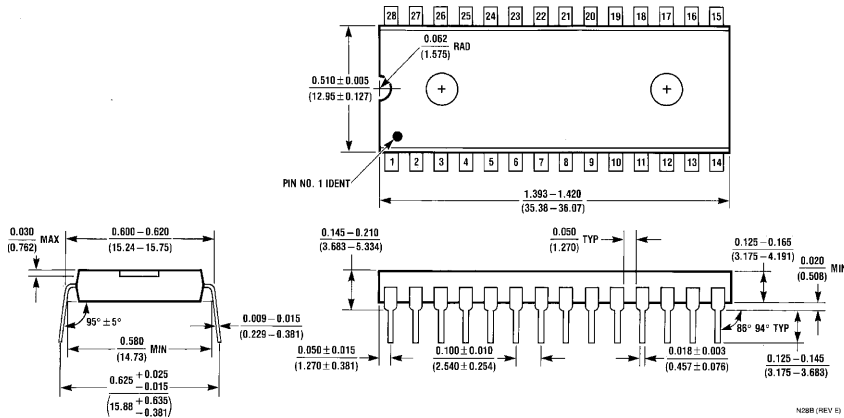 28 27 26 25 24 23 22 21 20 19 18 17 16 15
0.062
(1.575)
RAD
0.510 ± 0.005
(12.95 ± 0.127)
1 2 3 4 5 6 7 8 9 10 11 12 13 14
PIN NO. 1 IDENT
1.393 – 1.420
(35.38 – 36.07)
0.030
(0.762)
MAX
0.600 – 0.620
(15.24 – 15.75)
95° ± 5°
0.009 – 0.015
(0.229 – 0.381)
0.580
(14.73)
MIN
0.625 +0.025
-0.015
(15.88 +0.635
-0.381)
0.145 – 0.210
(3.683 – 5.334)
0.050
(1.270)
TYP
0.125 – 0.165
(3.175 – 4.191)
0.020
(0.508)
MIN
86° 94° TYP
0.050 ± 0.015
(1.270 ± 0.381)
0.100 ± 0.010
(2.540 ± 0.254)
0.018 ± 0.003
(0.457 ± 0.076)
0.125 – 0.145
(3.175 – 3.683)
N28B (REV E)